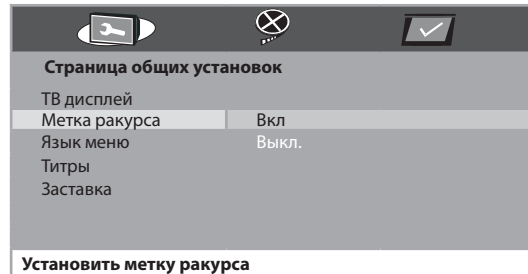 Страница общих установок
ТВ дисплей
Метка ракурса Вкл
Язык меню Выкл.
Титры
Заставка
Установить метку ракурса